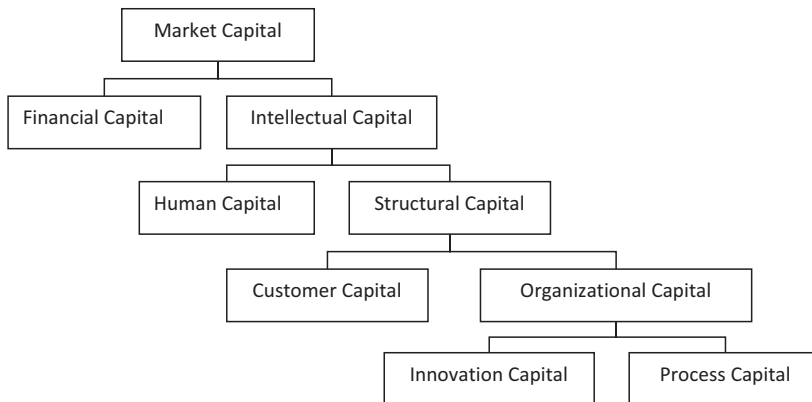 Market Capital
Financial Capital
Intellectual Capital
Human Capital
Structural Capital
Customer Capital
Organizational Capital
Innovation Capital
Process Capital